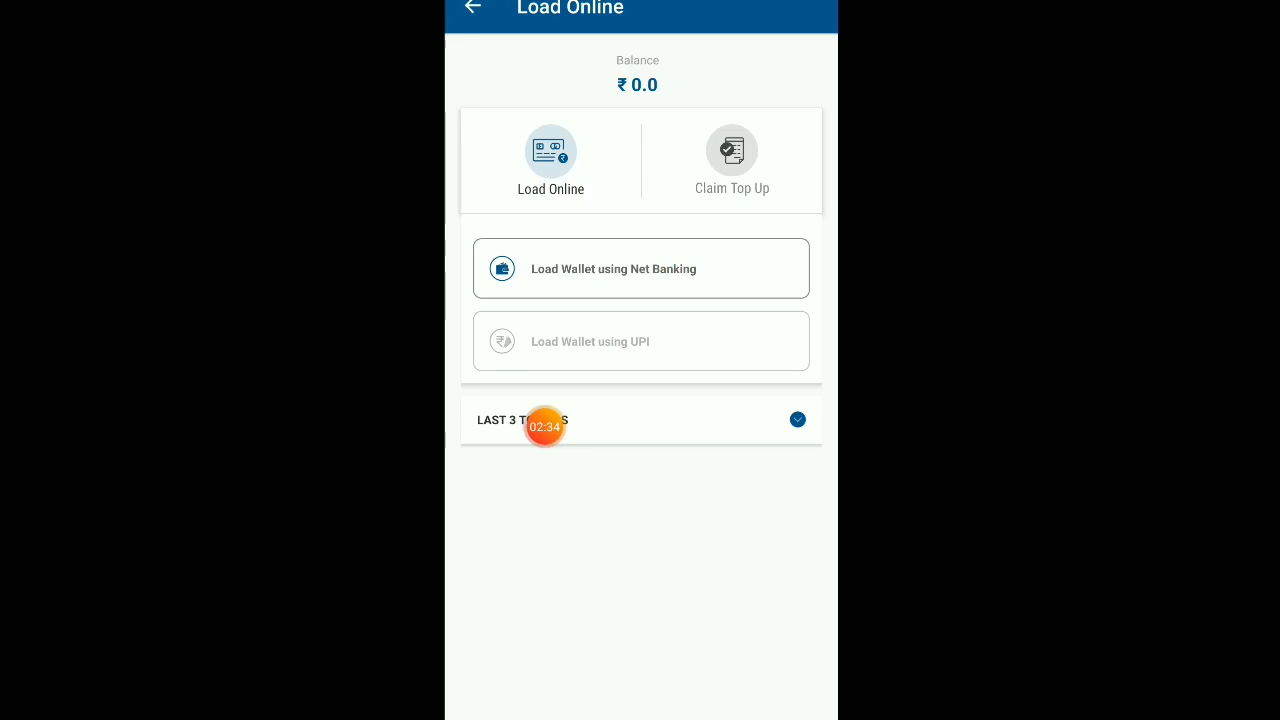 Load Online
Balance
₹ 0.0
Load Online
Claim Top Up
Load Wallet using Net Banking
Load Wallet using UPI
LAST 3
02:34